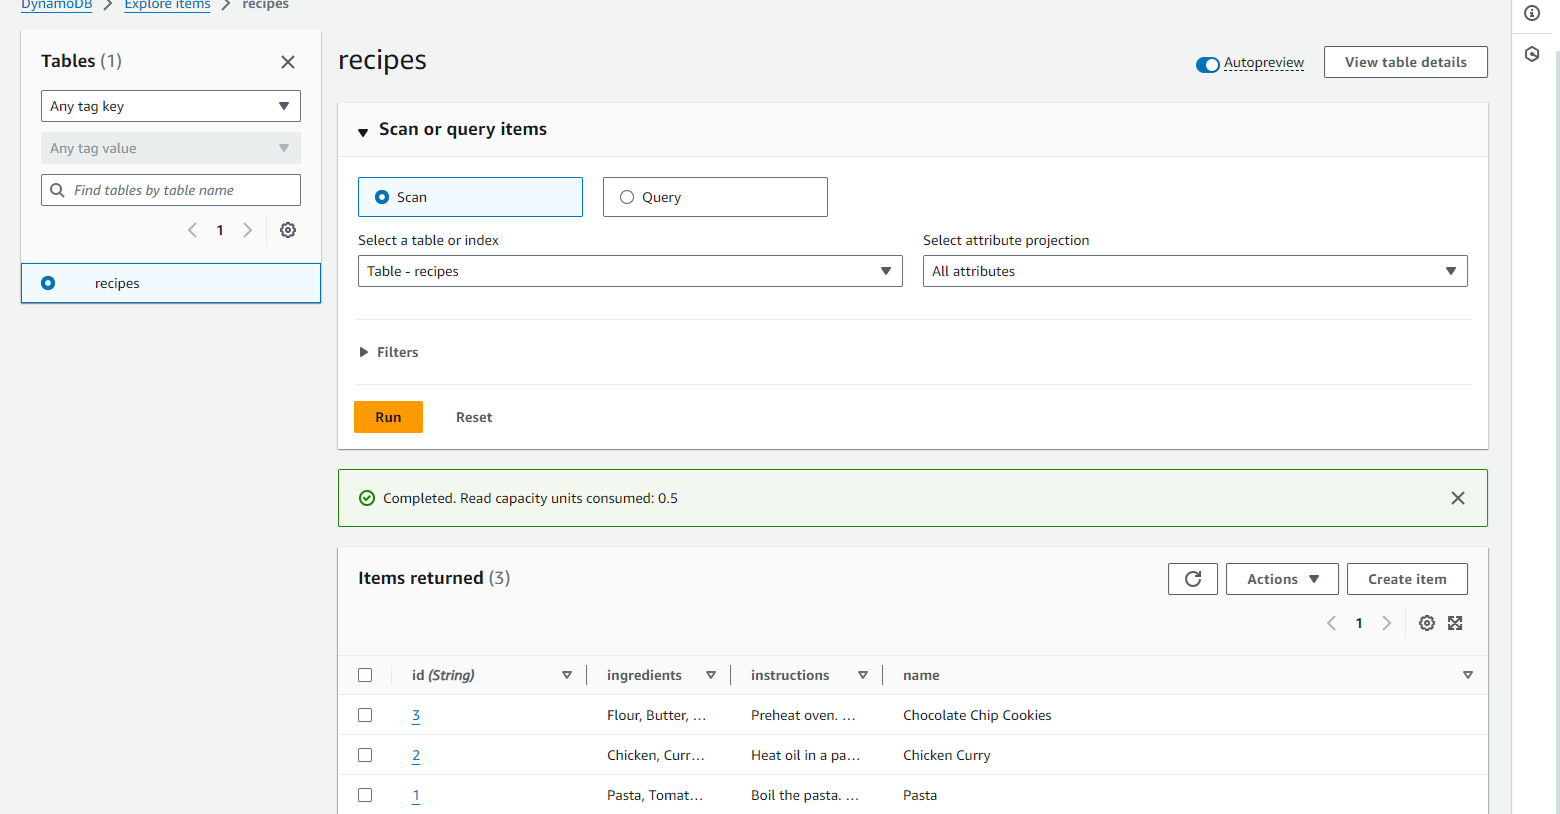 DynamoDB > Explore items > recipes
Tables (1)
Any tag key
Any tag value
Find tables by table name
1
recipes
recipes
Autopreview
View table details
Scan or query items
Scan
Query
Select a table or index
Select attribute projection
Table - recipes
All attributes
Filters
Run
Reset
Completed. Read capacity units consumed: 0.5
Items returned (3)
Actions
Create item
1
id (String) ingredients instructions name
3 Flour, Butter, ... Preheat oven. ... Chocolate Chip Cookies
2 Chicken, Curr... Heat oil in a pa... Chicken Curry
1 Pasta, Tomat... Boil the pasta. ... Pasta